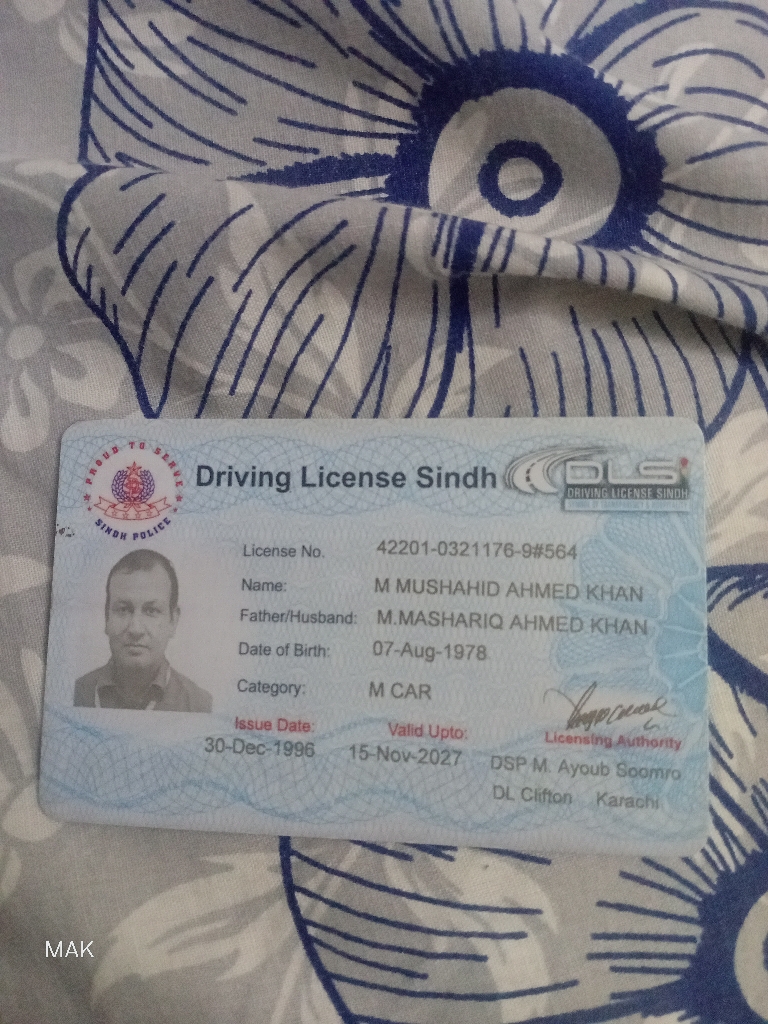 PROUD TO SERVE
SINDH POLICE
Driving License Sindh
DLS
DRIVING LICENSE SINDH
License No. 42201-0321176-9#564
Name: M MUSHAHID AHMED KHAN
Father/Husband: M.MASHARIQ AHMED KHAN
Date of Birth: 07-Aug-1978
Category: M CAR
Issue Date: Valid Upto:
30-Dec-1996 15-Nov-2027
Licensing Authority
DSP M. Ayoub Soomro
DL Clifton Karachi
MAK